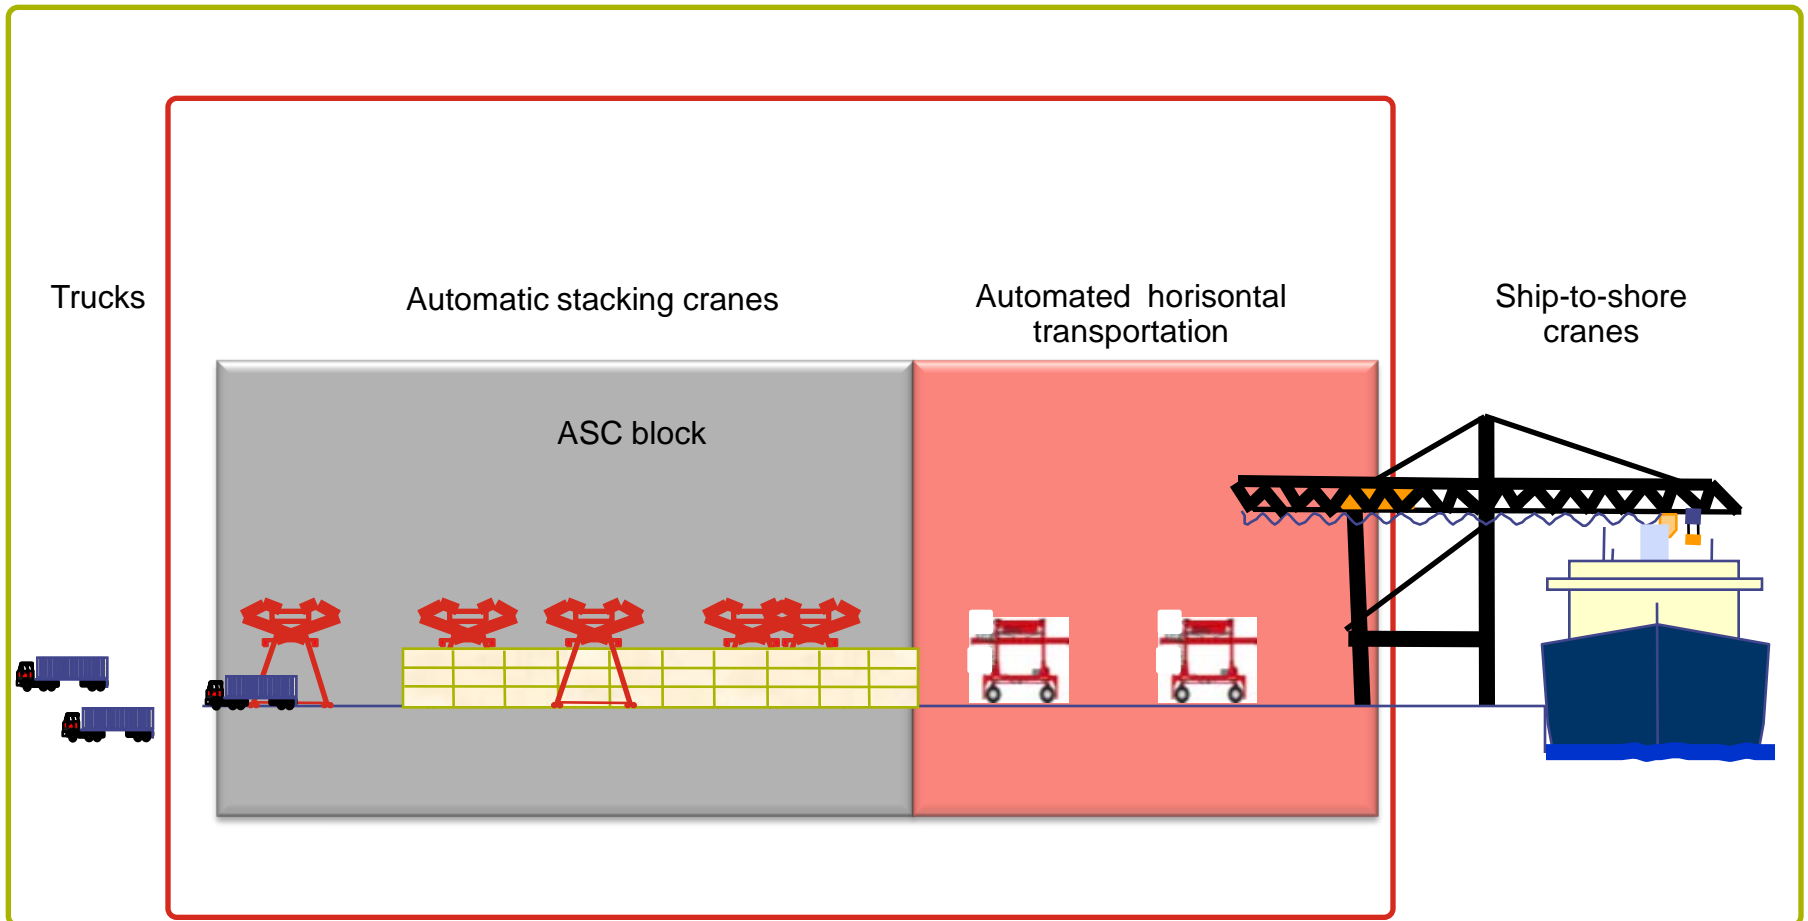 Trucks
Automatic stacking cranes
Automated horisontal
transportation
Ship-to-shore
cranes
ASC block